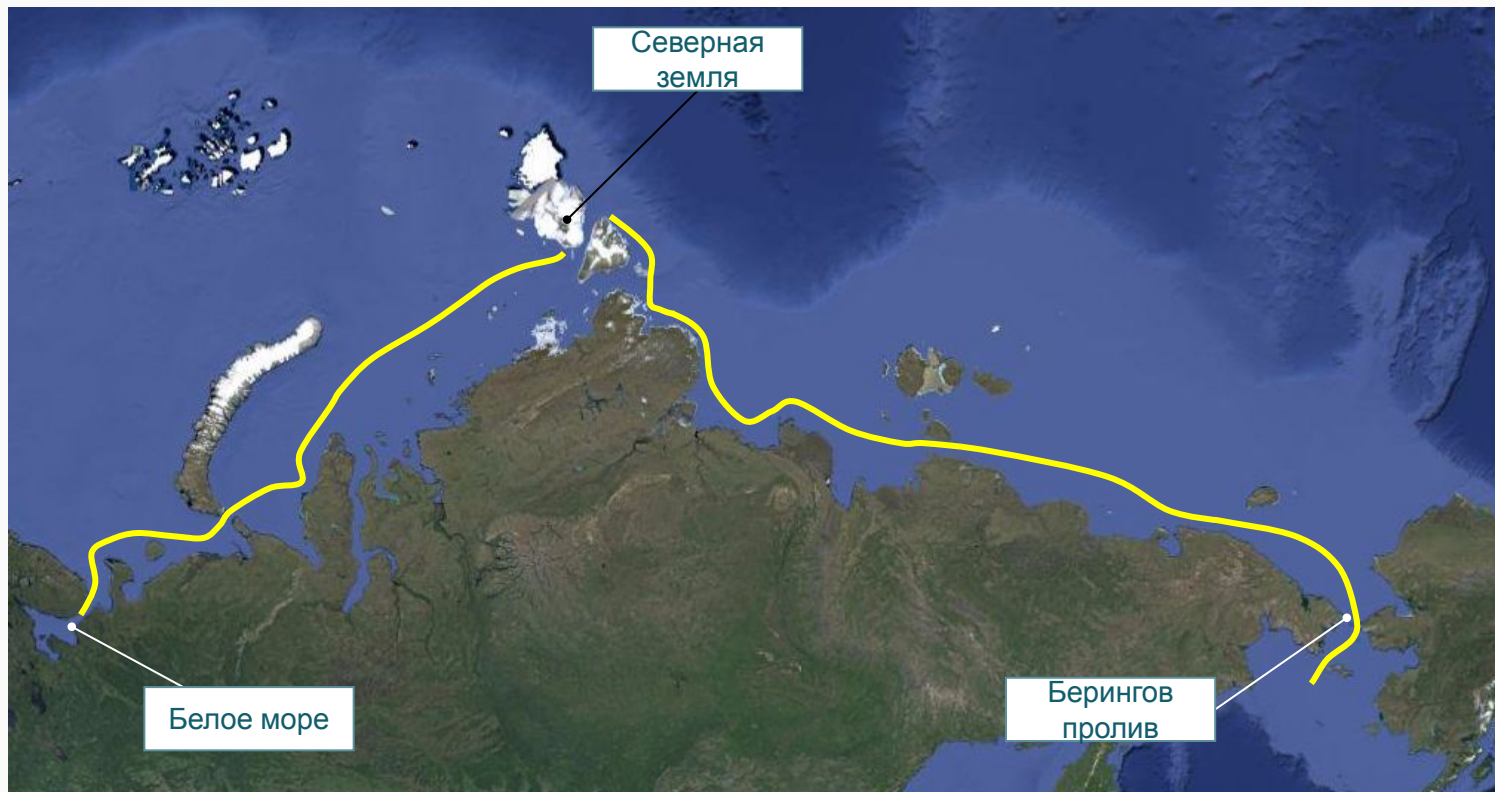 Северная
земля
Белое море
Берингов
пролив